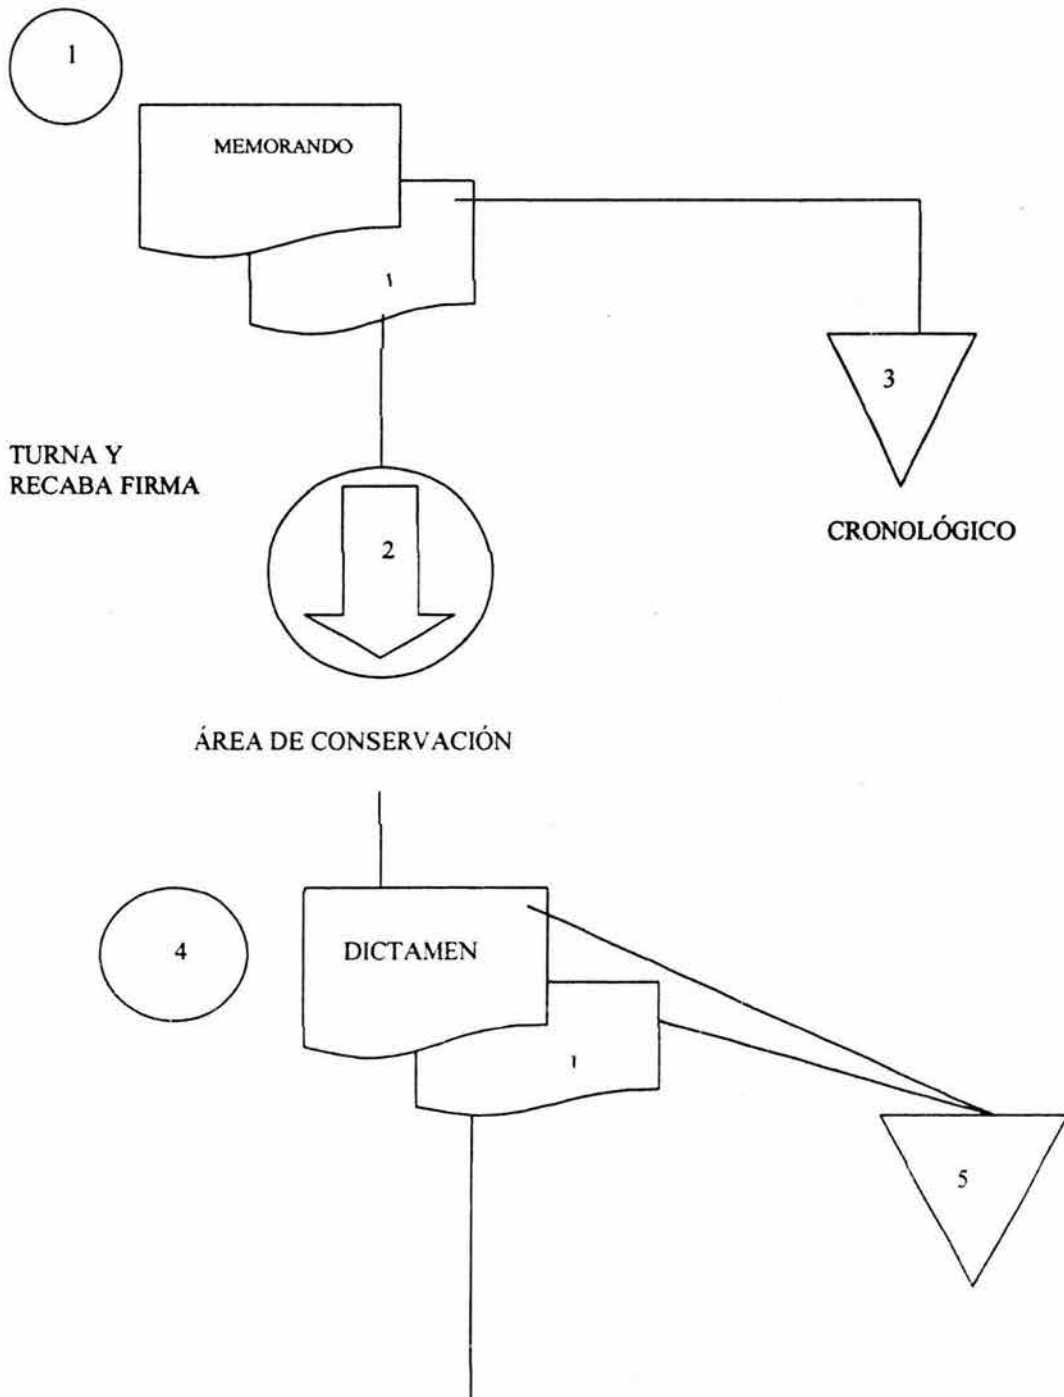 1
MEMORANDO
1
3
TURNA Y
RECABA FIRMA
2
CRONOLÓGICO
ÁREA DE CONSERVACIÓN
4
DICTAMEN
1
5